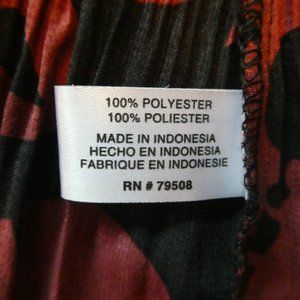 100% POLYESTER
100% POLIESTER
MADE IN INDONESIA
HECHO EN INDONESIA
FABRIQUE EN INDONESIE
RN # 79508